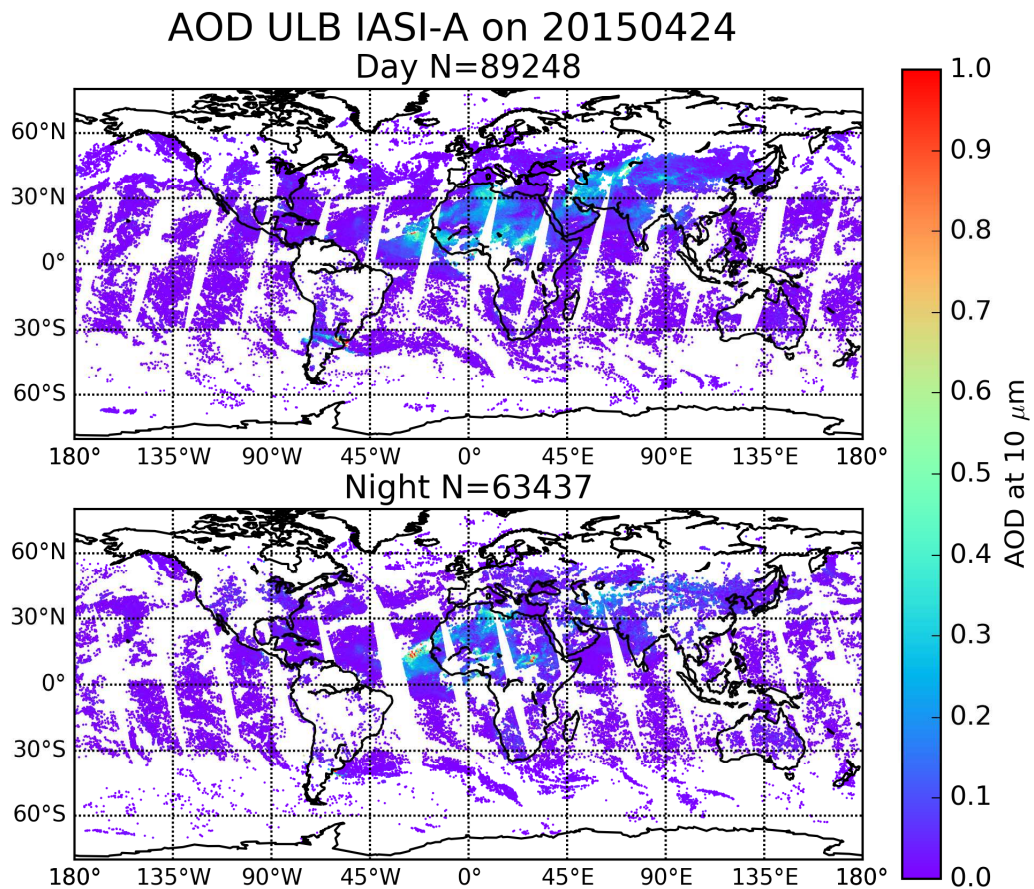 AOD ULB IASI-A on 20150424
Day N=89248
60°N
30°N
0°
30°S
60°S
180° 135°W 90°W 45°W 0°E 45°E 90°E 135°E 180°
Night N=63437
60°N
30°N
0°
30°S
60°S
180° 135°W 90°W 45°W 0°E 45°E 90°E 135°E 180°
1.0
0.9
0.8
0.7
0.6
0.5
0.4
0.3
0.2
0.1
0.0
AOD at 10 μm